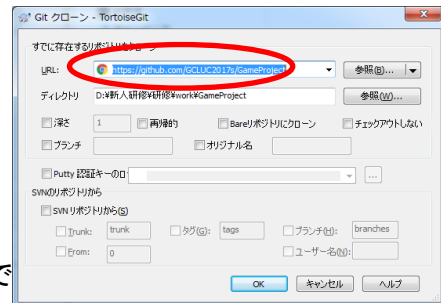 Git クローン - TortoiseGit
すでに存在するリポジトリをクローン
URL: https://github.com/GCLUC2017s/GameProject 参照(R)...
ディレクトリ D:¥新人研修¥研修¥work¥GameProject 参照(W)...
深さ 1 再帰的 Bareリポジトリにクローン チェックアウトしない
ブランチ オリジナル名
Putty 認証キーのロ ...
SVNのリポジトリから
SVN リポジトリから(S)
Trunk: trunk タグ(G): tags ブランチ(H): branches
From: 0 ユーザー名(N):
で
OK キャンセル ヘルプ